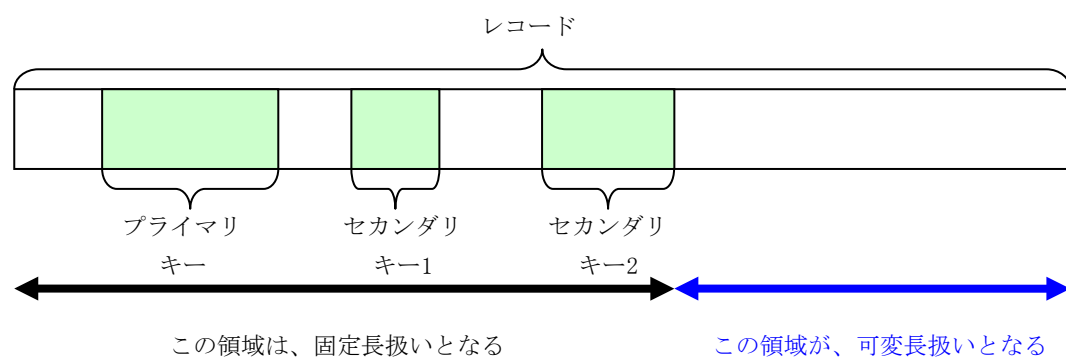 レコード
プライマリ
キー
セカンダリ
キー1
セカンダリ
キー2
この領域は、固定長扱いとなる
この領域が、可変長扱いとなる